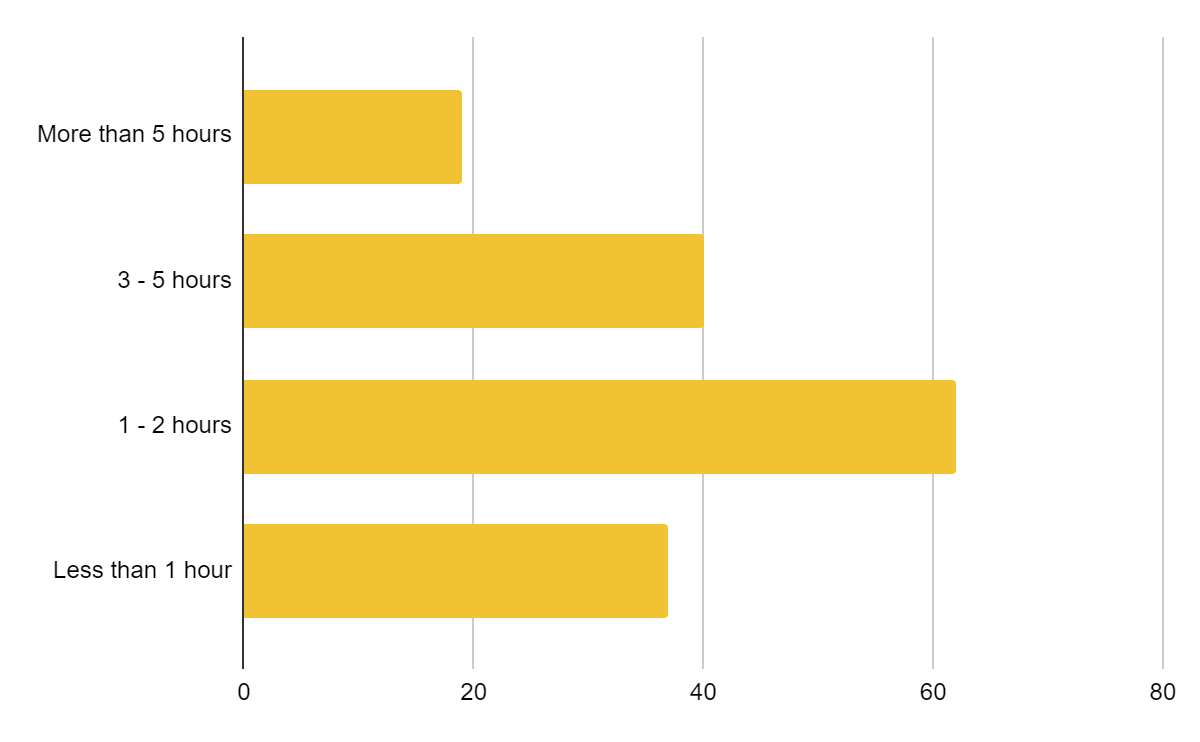 More than 5 hours
3 - 5 hours
1 - 2 hours
Less than 1 hour
0 20 40 60 80